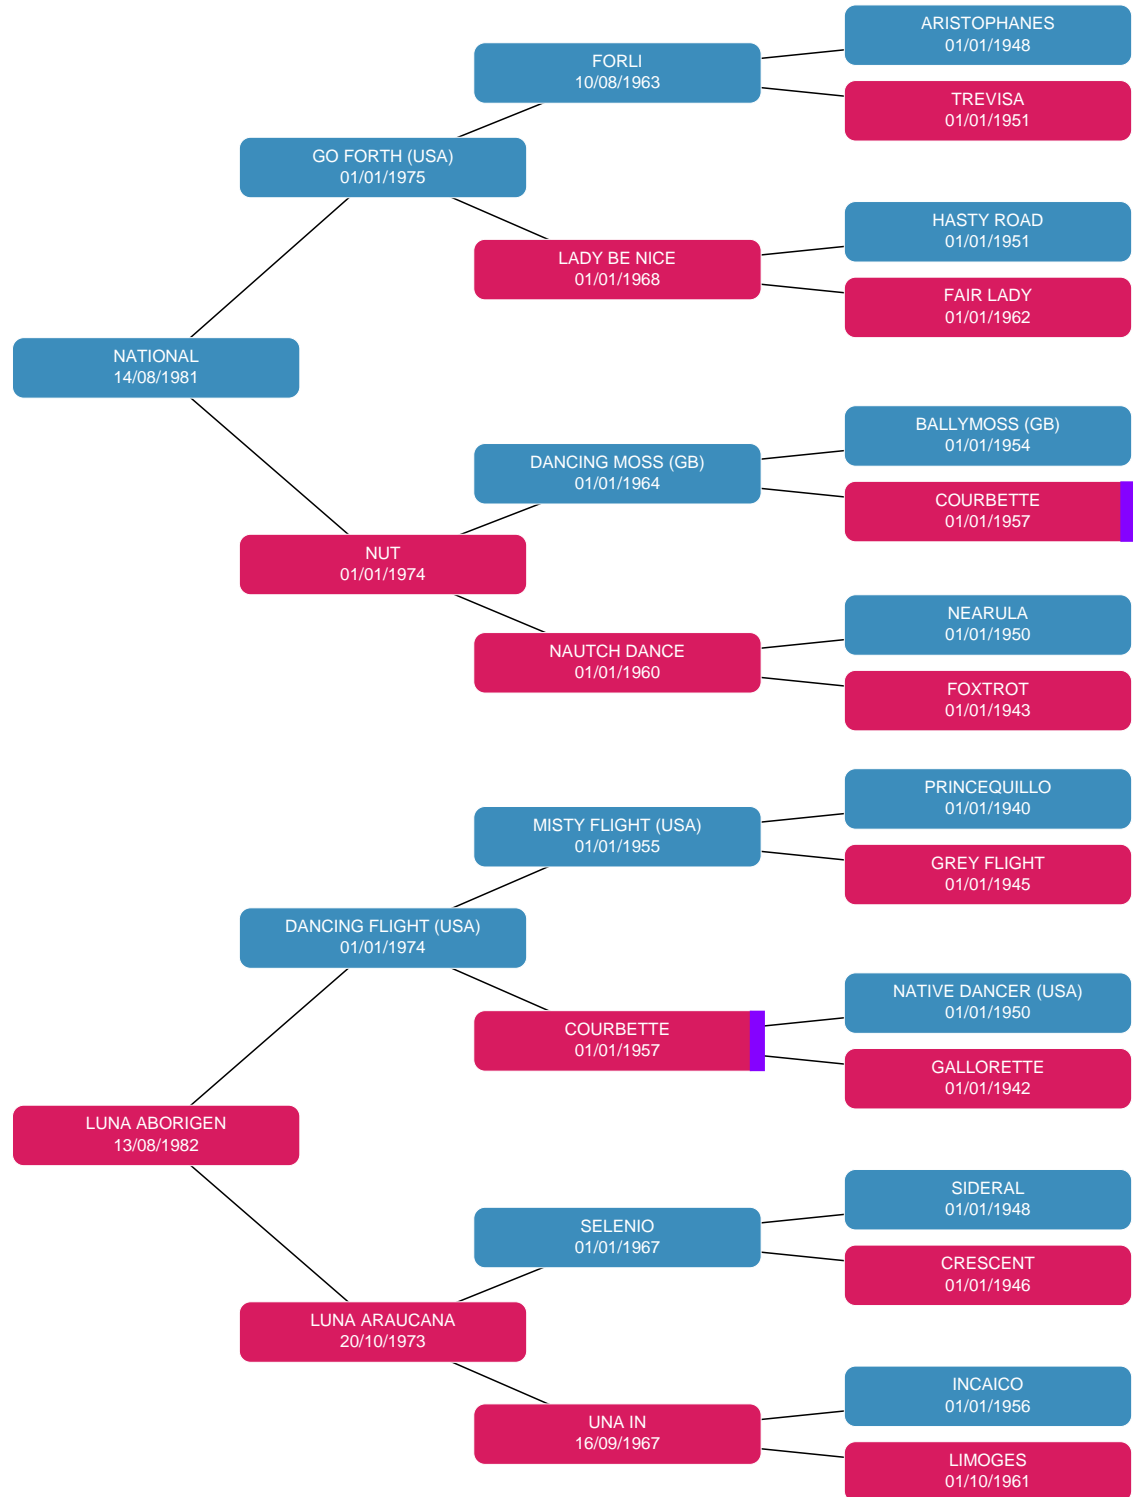 ARISTOPHANES
01/01/1948
FORLI
10/08/1963
TREVISA
01/01/1951
GO FORTH (USA)
01/01/1975
HASTY ROAD
01/01/1951
LADY BE NICE
01/01/1968
FAIR LADY
01/01/1962
NATIONAL
14/08/1981
BALLYMOSS (GB)
01/01/1954
DANCING MOSS (GB)
01/01/1964
COURBETTE
01/01/1957
NUT
01/01/1974
NEARULA
01/01/1950
NAUTCH DANCE
01/01/1960
FOXTROT
01/01/1943
PRINCEQUILLO
01/01/1940
MISTY FLIGHT (USA)
01/01/1955
GREY FLIGHT
01/01/1945
DANCING FLIGHT (USA)
01/01/1974
NATIVE DANCER (USA)
01/01/1950
COURBETTE
01/01/1957
GALLORETTE
01/01/1942
LUNA ABORIGEN
13/08/1982
SIDERAL
01/01/1948
SELENIO
01/01/1967
CRESCENT
01/01/1946
LUNA ARAUCANA
20/10/1973
INCAICO
01/01/1956
UNA IN
16/09/1967
LIMOGES
01/10/1961